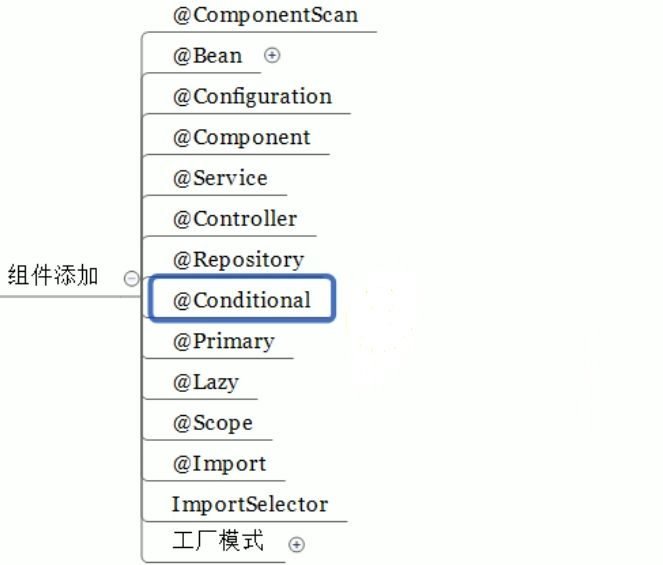 @ComponentScan
@Bean
@Configuration
@Component
@Service
@Controller
@Repository
组件添加
@Conditional
@Primary
@Lazy
@Scope
@Import
ImportSelector
工厂模式